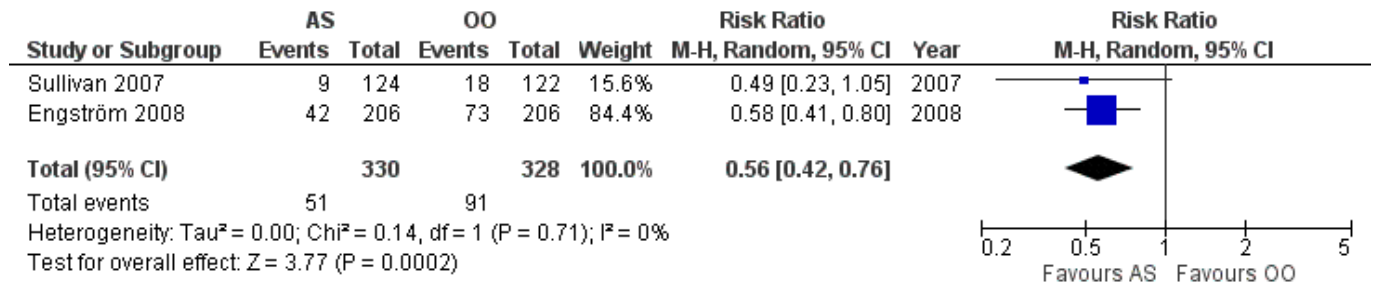 AS OO Risk Ratio Risk Ratio
Study or Subgroup Events Total Events Total Weight M-H, Random, 95% CI Year M-H, Random, 95% CI
Sullivan 2007 9 124 18 122 15.6% 0.49 [0.23, 1.05] 2007
Engström 2008 42 206 73 206 84.4% 0.58 [0.41, 0.80] 2008
Total (95% CI) 330 328 100.0% 0.56 [0.42, 0.76]
Total events 51 91
Heterogeneity: Tau² = 0.00; Chi² = 0.14, df = 1 (P = 0.71); I² = 0%
Test for overall effect: Z = 3.77 (P = 0.0002)
0.2 0.5 1 2 5
Favours AS Favours OO